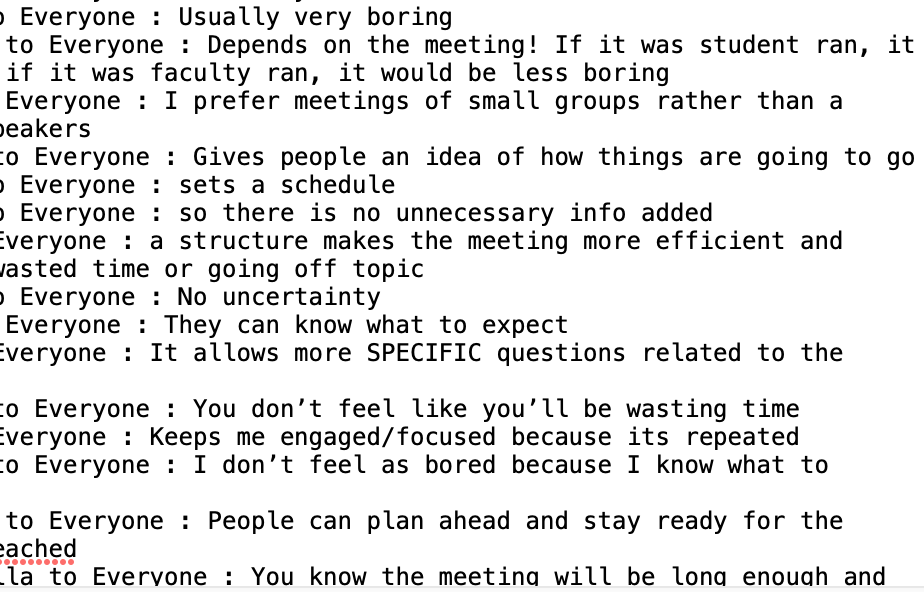 Everyone : Usually very boring
to Everyone : Depends on the meeting! If it was student ran, it
if it was faculty ran, it would be less boring
Everyone : I prefer meetings of small groups rather than a
peakers
to Everyone : Gives people an idea of how things are going to go
Everyone : sets a schedule
Everyone : so there is no unnecessary info added
Everyone : a structure makes the meeting more efficient and
wasted time or going off topic
Everyone : No uncertainty
Everyone : They can know what to expect
Everyone : It allows more SPECIFIC questions related to the
to Everyone : You don’t feel like you’ll be wasting time
Everyone : Keeps me engaged/focused because its repeated
to Everyone : I don’t feel as bored because I know what to
to Everyone : People can plan ahead and stay ready for the
eached
lla to Everyone : You know the meeting will be long enough and